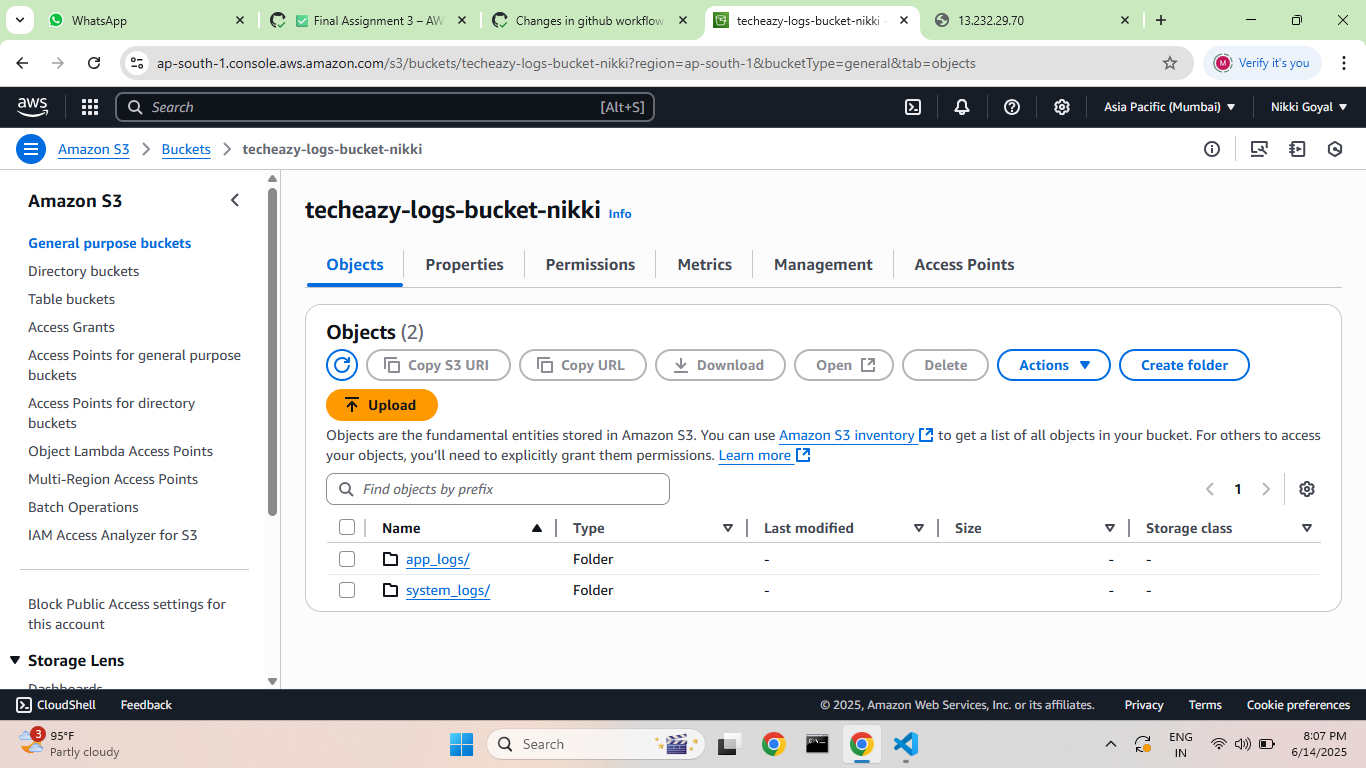 WhatsApp
Final Assignment 3 – AW
Changes in github workflow
techeazy-logs-bucket-nikki
13.232.29.70
ap-south-1.console.aws.amazon.com/s3/buckets/techeazy-logs-bucket-nikki?region=ap-south-1&bucketType=general&tab=objects
M
Verify it's you
aws
Search
[Alt+S]
Asia Pacific (Mumbai)
Nikki Goyal
Amazon S3
Buckets
techeazy-logs-bucket-nikki
Amazon S3
General purpose buckets
Directory buckets
Table buckets
Access Grants
Access Points for general purpose
buckets
Access Points for directory
buckets
Object Lambda Access Points
Multi-Region Access Points
Batch Operations
IAM Access Analyzer for S3
Block Public Access settings for
this account
Storage Lens
Dashboards
techeazy-logs-bucket-nikki Info
Objects
Properties
Permissions
Metrics
Management
Access Points
Objects (2)
Copy S3 URI
Copy URL
Download
Open
Delete
Actions
Create folder
Upload
Objects are the fundamental entities stored in Amazon S3. You can use Amazon S3 inventory to get a list of all objects in your bucket. For others to access
your objects, you'll need to explicitly grant them permissions. Learn more
Find objects by prefix
1
Name Type Last modified Size Storage class
app_logs/ Folder - - -
system_logs/ Folder - - -
CloudShell
Feedback
© 2025, Amazon Web Services, Inc. or its affiliates.
Privacy
Terms
Cookie preferences
3
95°F
Partly cloudy
Search
ENG
IN
8:07 PM
6/14/2025